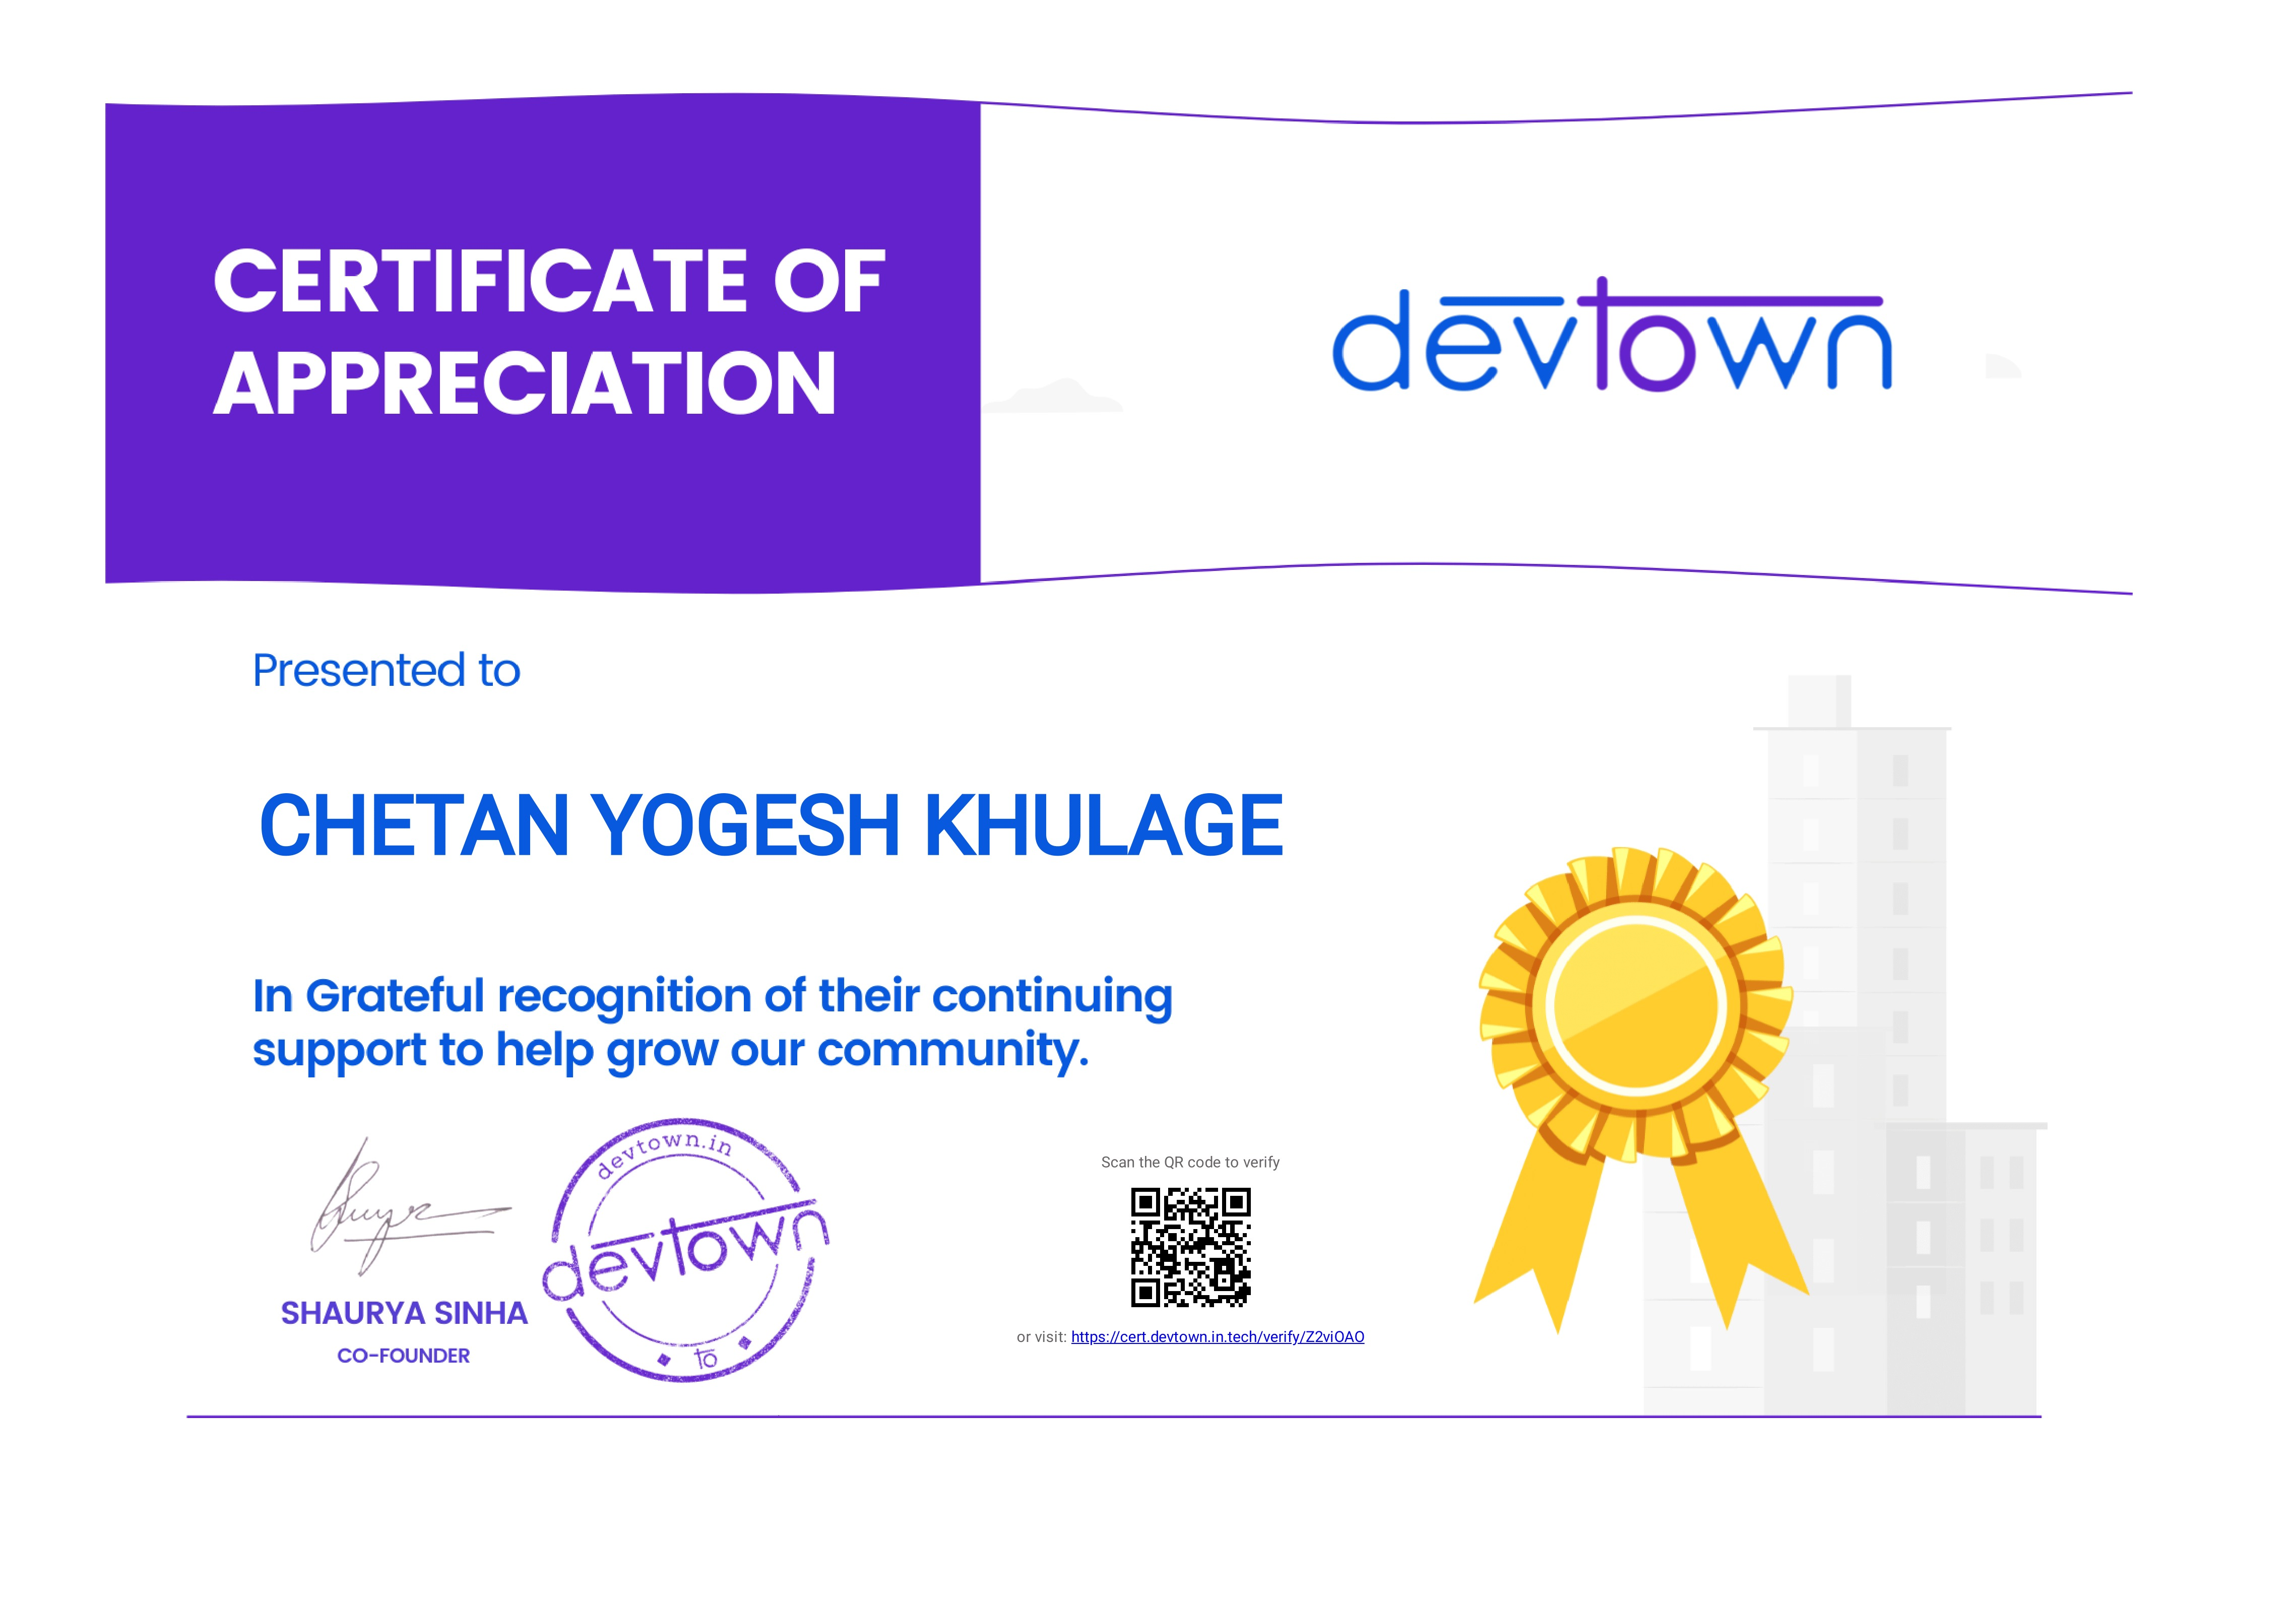 CERTIFICATE OF
APPRECIATION
devtown
Presented to
CHETAN YOGESH KHULAGE
In Grateful recognition of their continuing
support to help grow our community.
devtown.in
devtown
to
SHAURYA SINHA
CO-FOUNDER
Scan the QR code to verify
or visit: https://cert.devtown.in.tech/verify/Z2viOAO